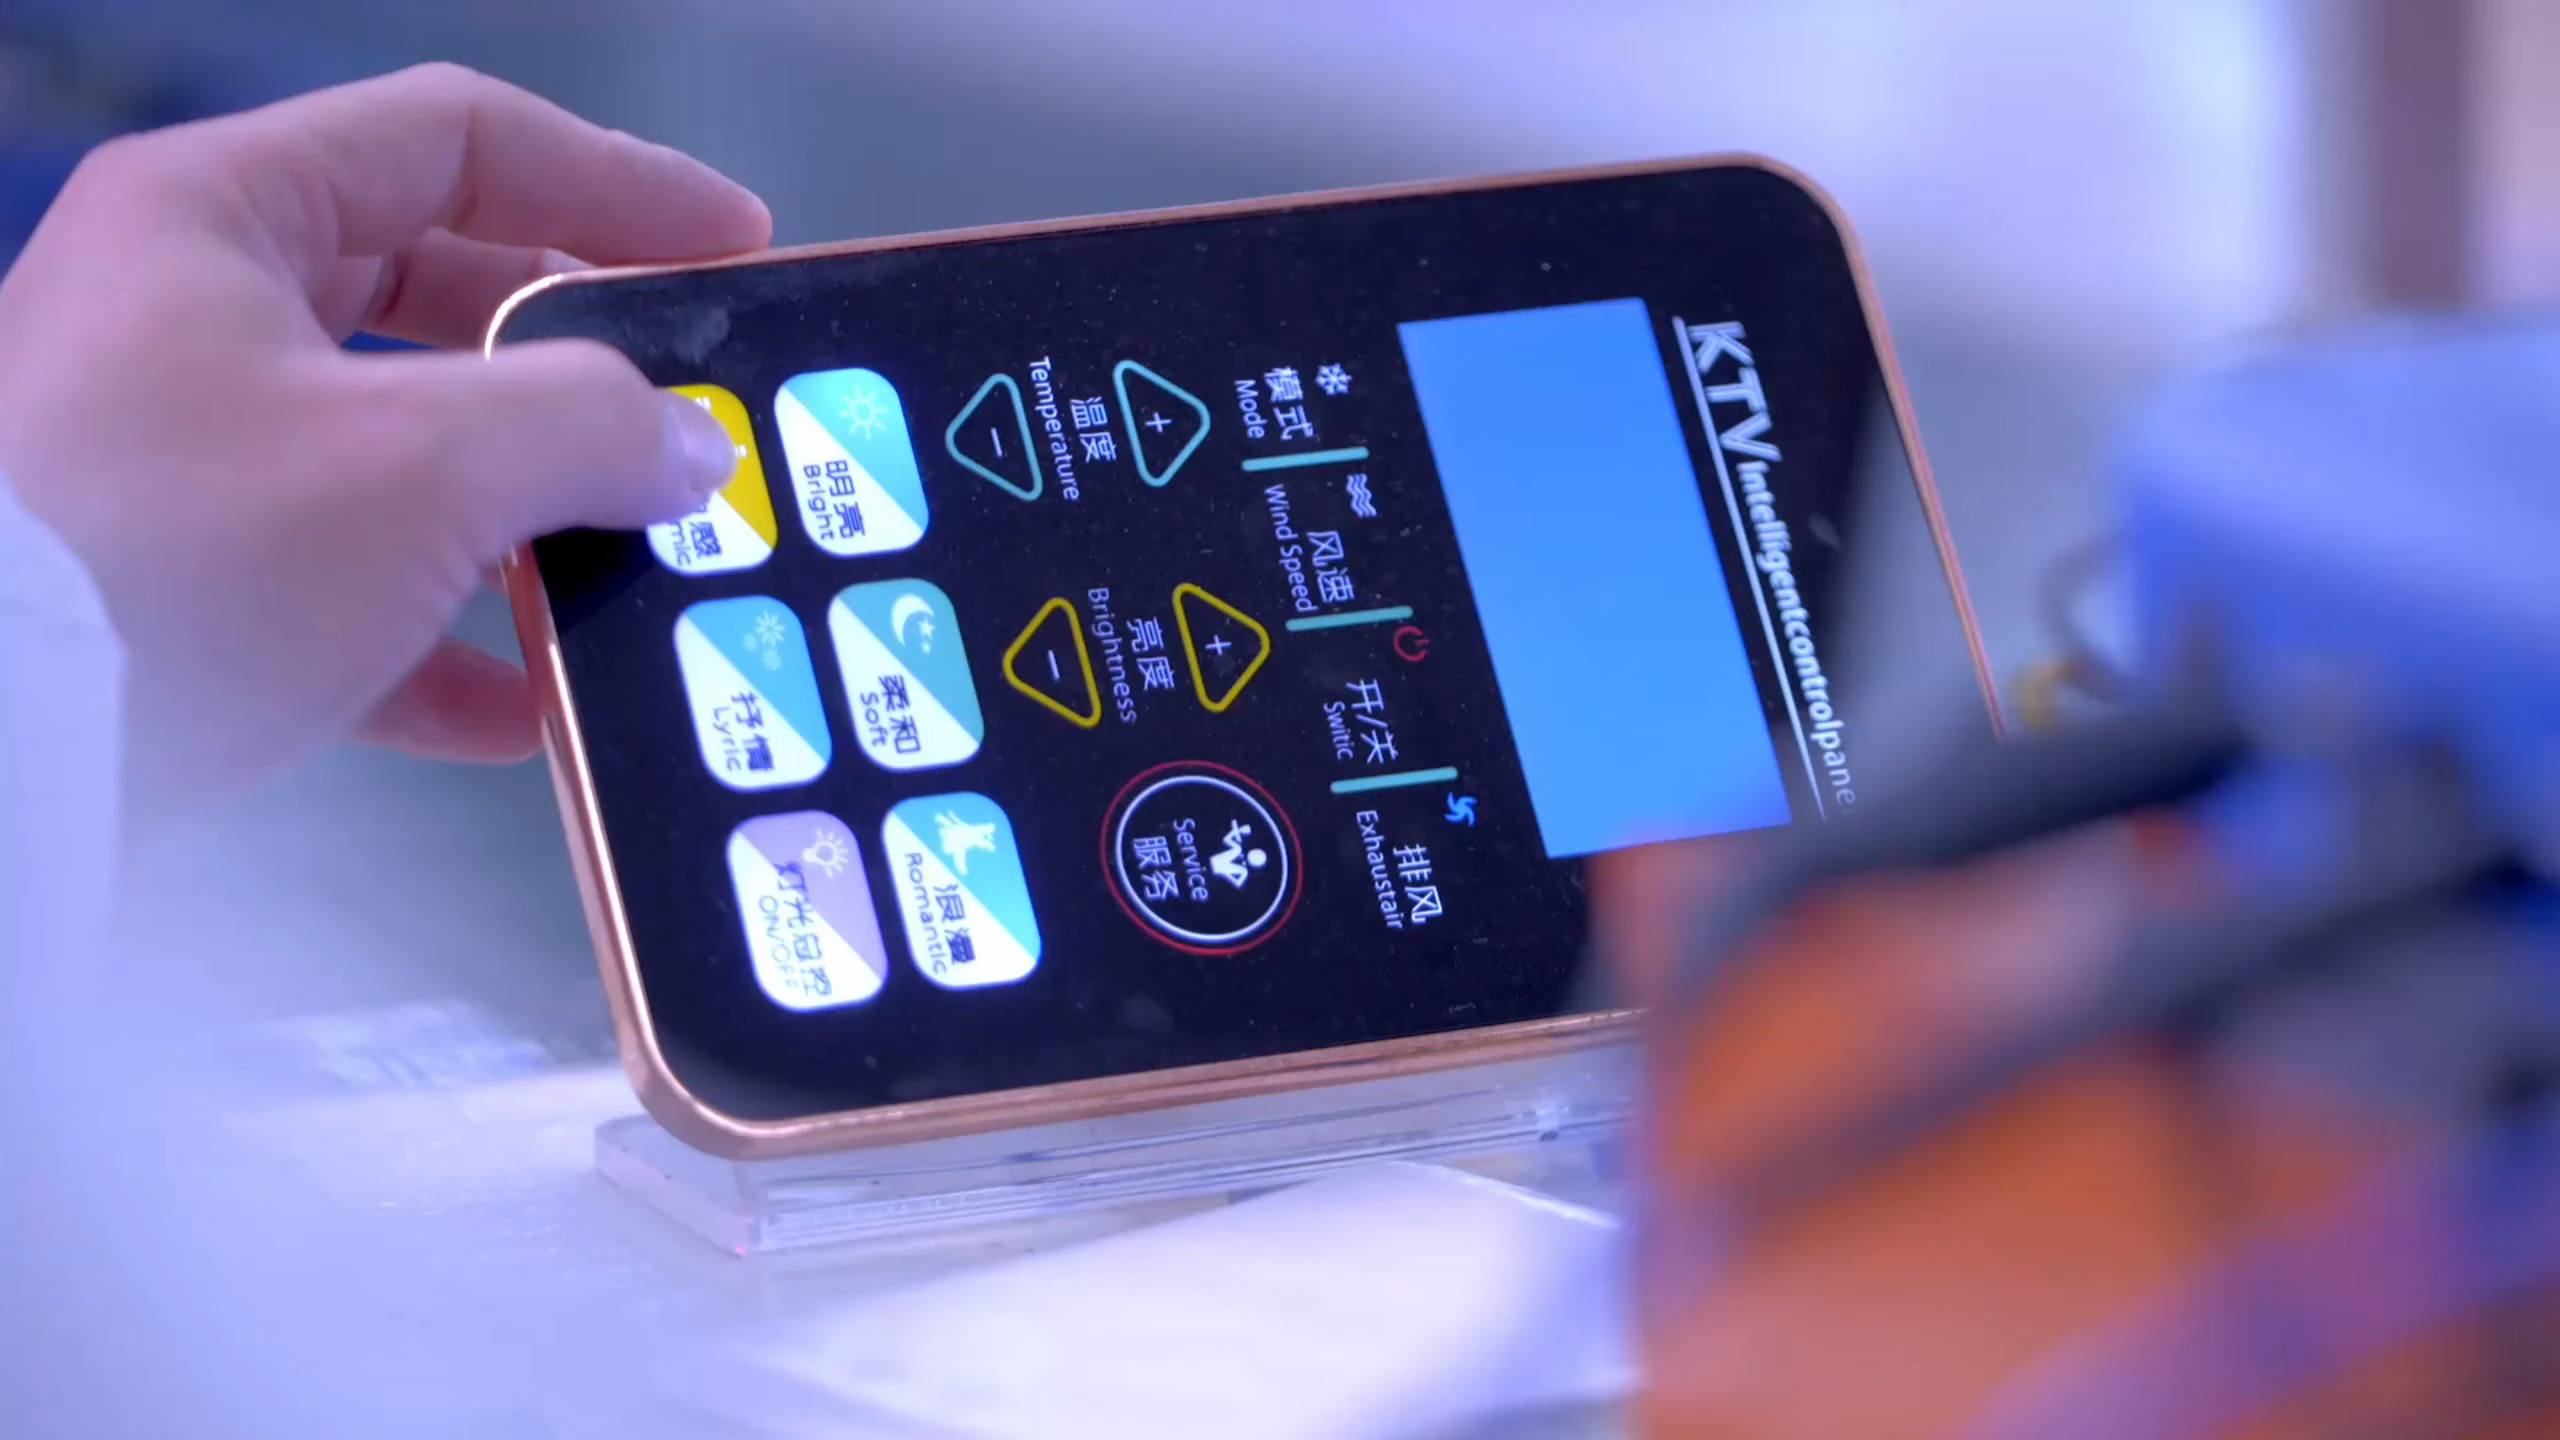 KTV Intelligentcontrolpane
模式
Mode
风速
Wind Speed
开/关
Switic
排风
Exhaustair
温度
Temperature
亮度
Brightness
Service
服务
明亮
Bright
柔和
Soft
浪漫
Romantic
抒情
Lyric
灯光总控
ON/OFF